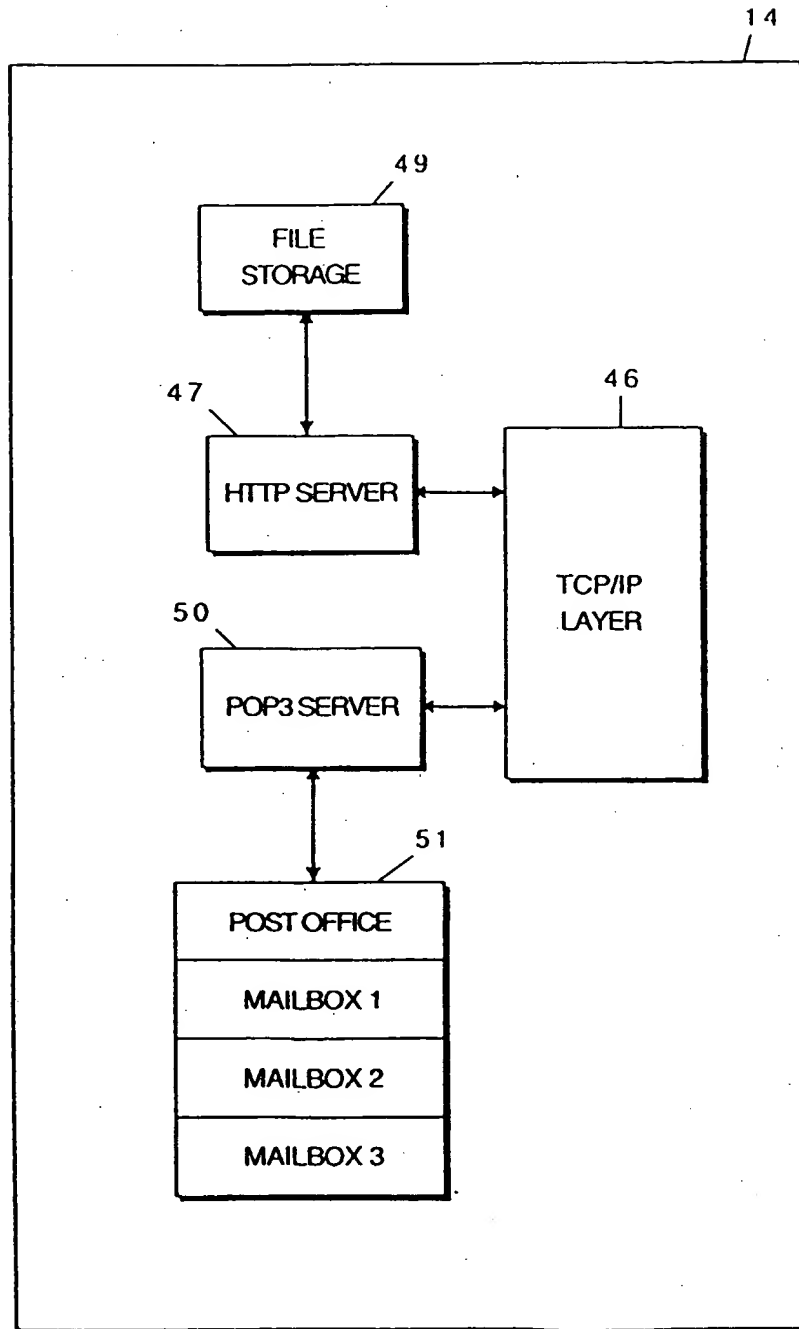 14
49
FILE
STORAGE
47
46
HTTP SERVER
TCP/IP
LAYER
50
POP3 SERVER
51
POST OFFICE
MAILBOX 1
MAILBOX 2
MAILBOX 3